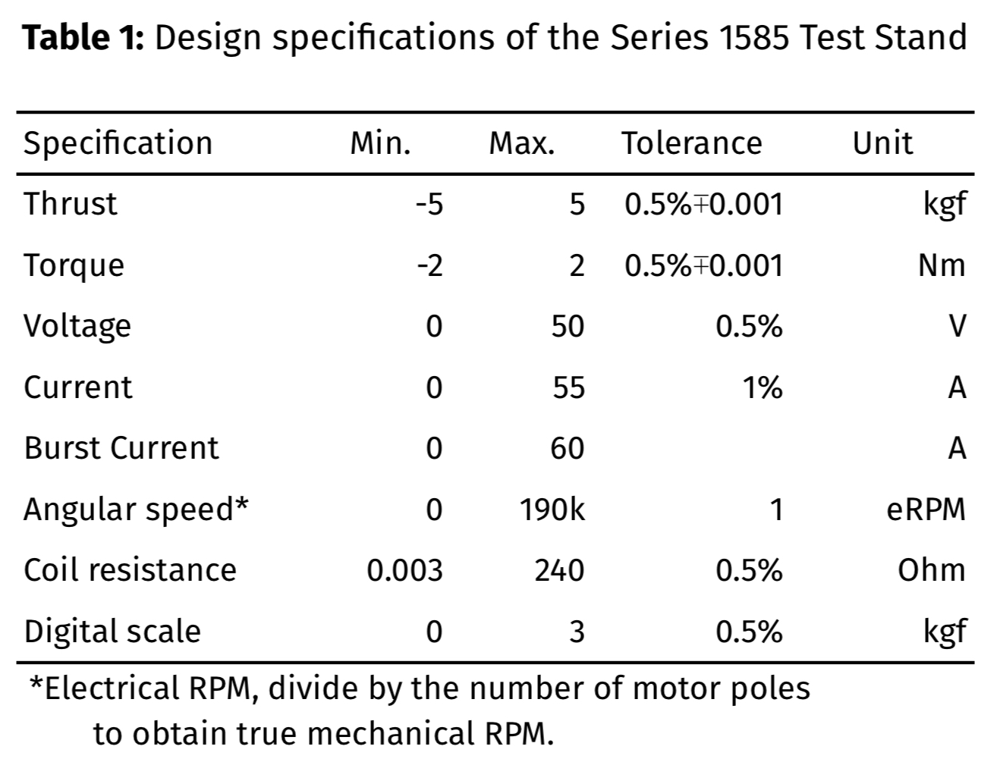 Table 1: Design specifications of the Series 1585 Test Stand
Specification Min. Max. Tolerance Unit
Thrust -5 5 0.5%∓0.001 kgf
Torque -2 2 0.5%∓0.001 Nm
Voltage 0 50 0.5% V
Current 0 55 1% A
Burst Current 0 60 A
Angular speed* 0 190k 1 eRPM
Coil resistance 0.003 240 0.5% Ohm
Digital scale 0 3 0.5% kgf
*Electrical RPM, divide by the number of motor poles
to obtain true mechanical RPM.